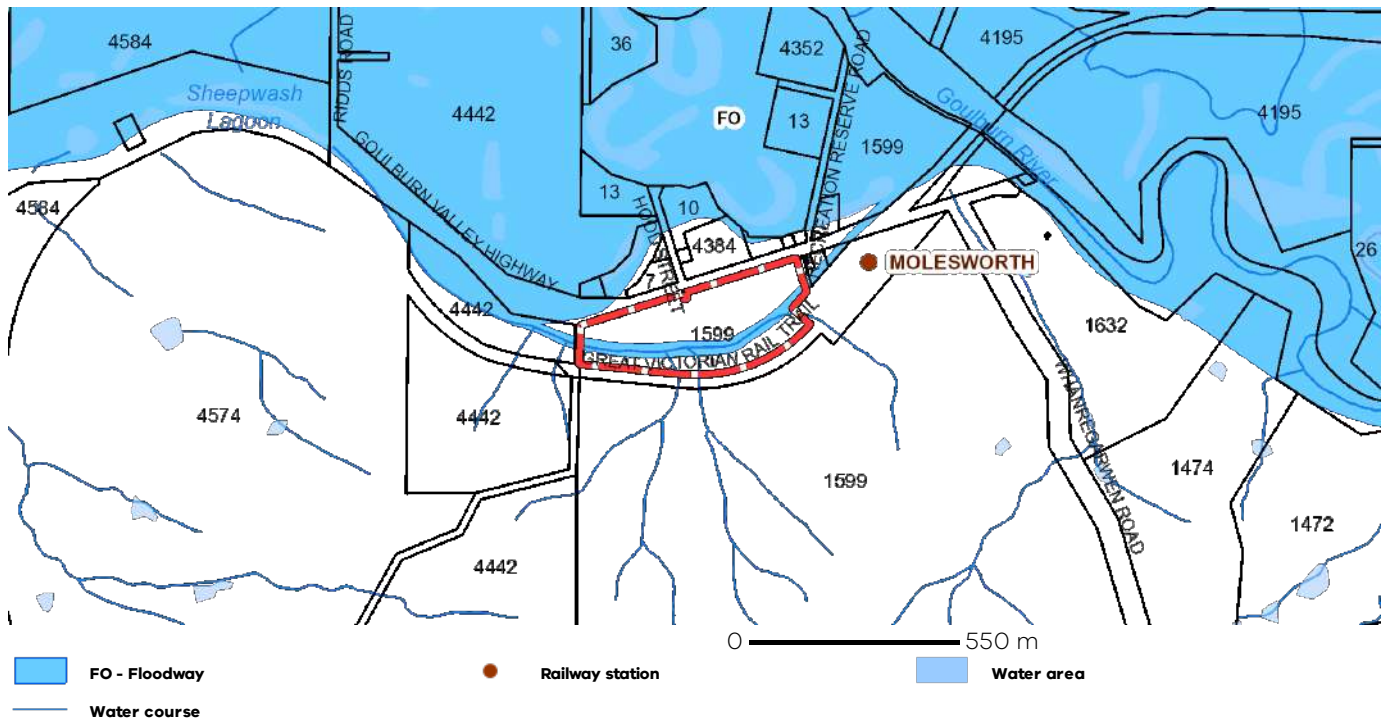 4584
RIDDS ROAD
36
4352
RECREATION RESERVE ROAD
4195
Sheepwash
Lagoon
4442
FO
13
1599
Goulburn River
4195
GOULBURN VALLEY HIGHWAY
13
10
HODD STREET
4384
4584
7
MOLESWORTH
26
4442
1599
GREAT VICTORIAN RAIL TRAIL
1632
WHANREGARWEN ROAD
4574
4442
1599
1474
1472
4442
0
550 m
FO - Floodway
Railway station
Water area
Water course